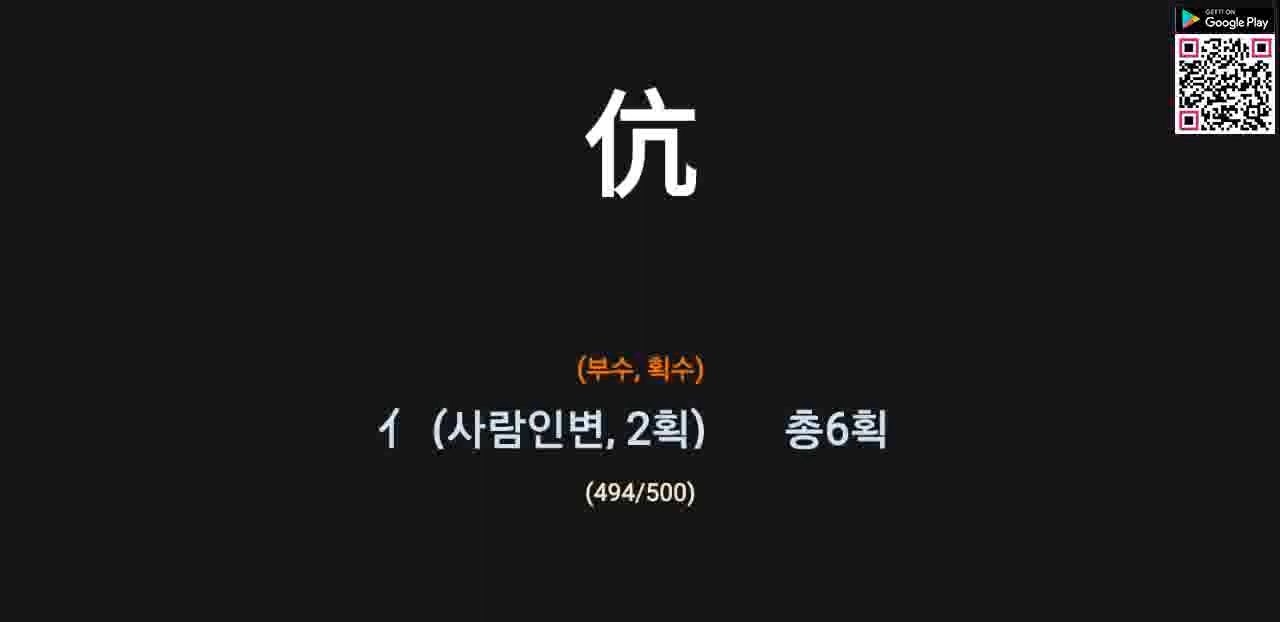 GET IT ON
Google Play
伉
(부수, 획수)
亻 (사람인변, 2획) 총6획
(494/500)